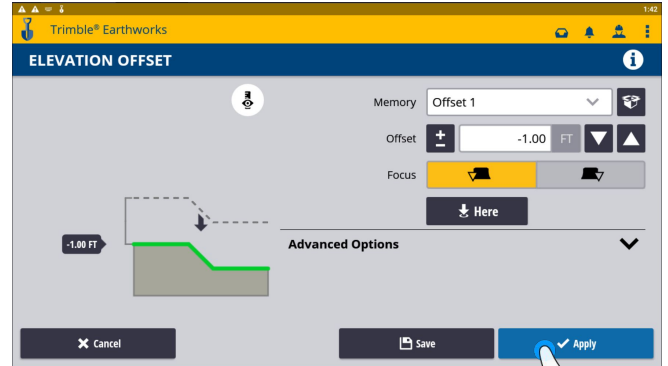 1:42
Trimble® Earthworks
ELEVATION OFFSET
Memory Offset 1
Offset -1.00 FT
Focus
Here
-1.00 FT
Advanced Options
Cancel Save Apply